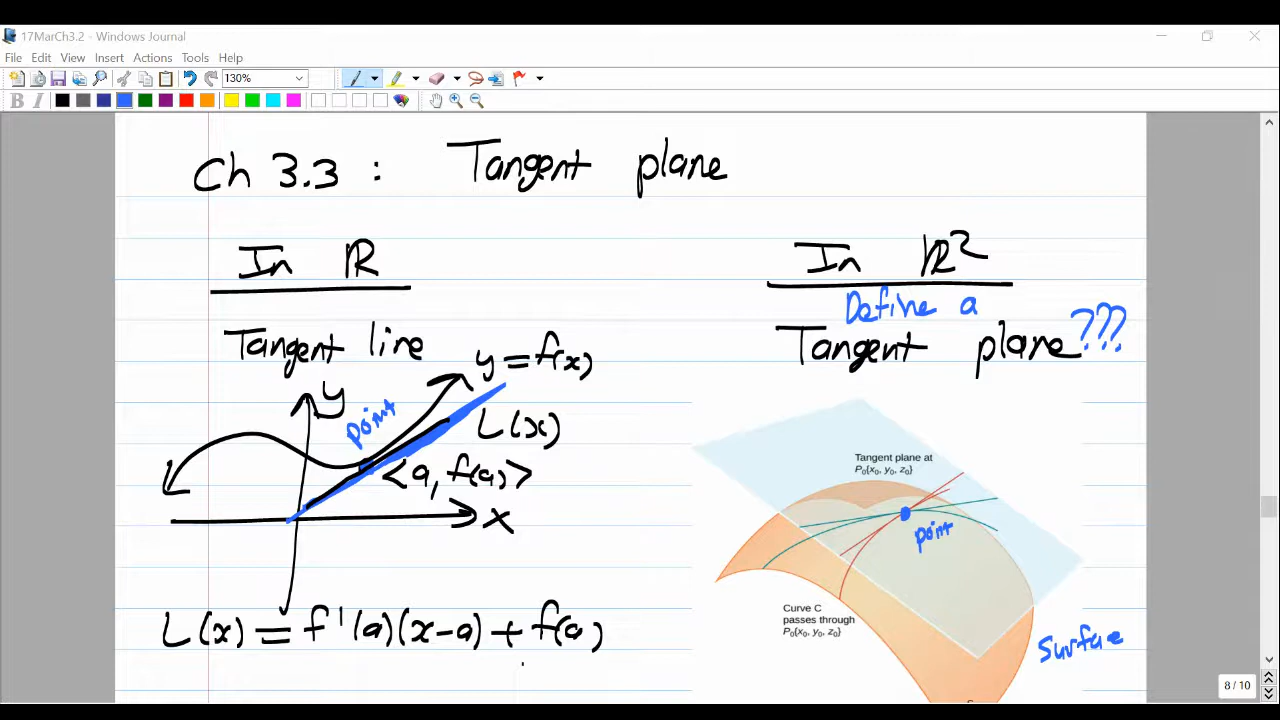 17MarCh3.2 - Windows Journal
File Edit View Insert Actions Tools Help
130%
B I
Ch 3.3 : Tangent plane
In ℝ
Tangent line
y = f(x)
y
point
L(x)
<a, f(a)>
x
L(x) = f'(a)(x-a) + f(a)
In ℝ²
Define a
Tangent plane ???
Tangent plane at
P₀(x₀, y₀, z₀)
point
Curve C
passes through
P₀(x₀, y₀, z₀)
Surface
8 / 10